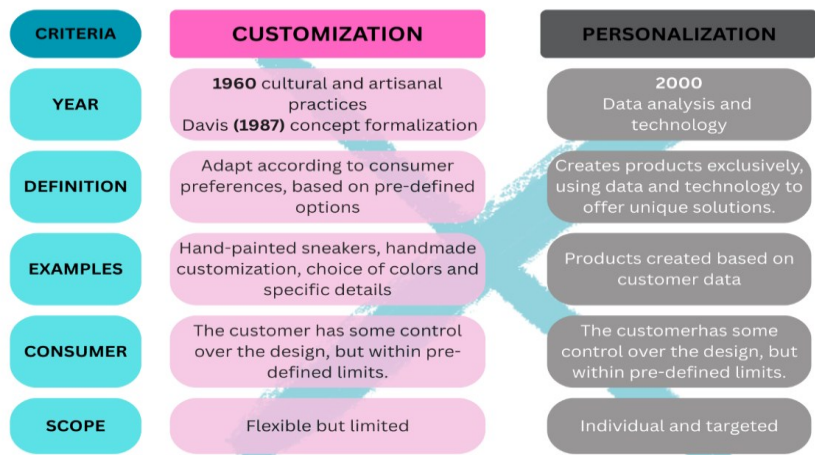 CRITERIA
CUSTOMIZATION
PERSONALIZATION
YEAR
1960 cultural and artisanal
practices
Davis (1987) concept formalization
2000
Data analysis and
technology
DEFINITION
Adapt according to consumer
preferences, based on pre-defined
options
Creates products exclusively,
using data and technology to
offer unique solutions.
EXAMPLES
Hand-painted sneakers, handmade
customization, choice of colors and
specific details
Products created based on
customer data
CONSUMER
The customer has some control
over the design, but within pre-
defined limits.
The customerhas some
control over the design, but
within pre-defined limits.
SCOPE
Flexible but limited
Individual and targeted